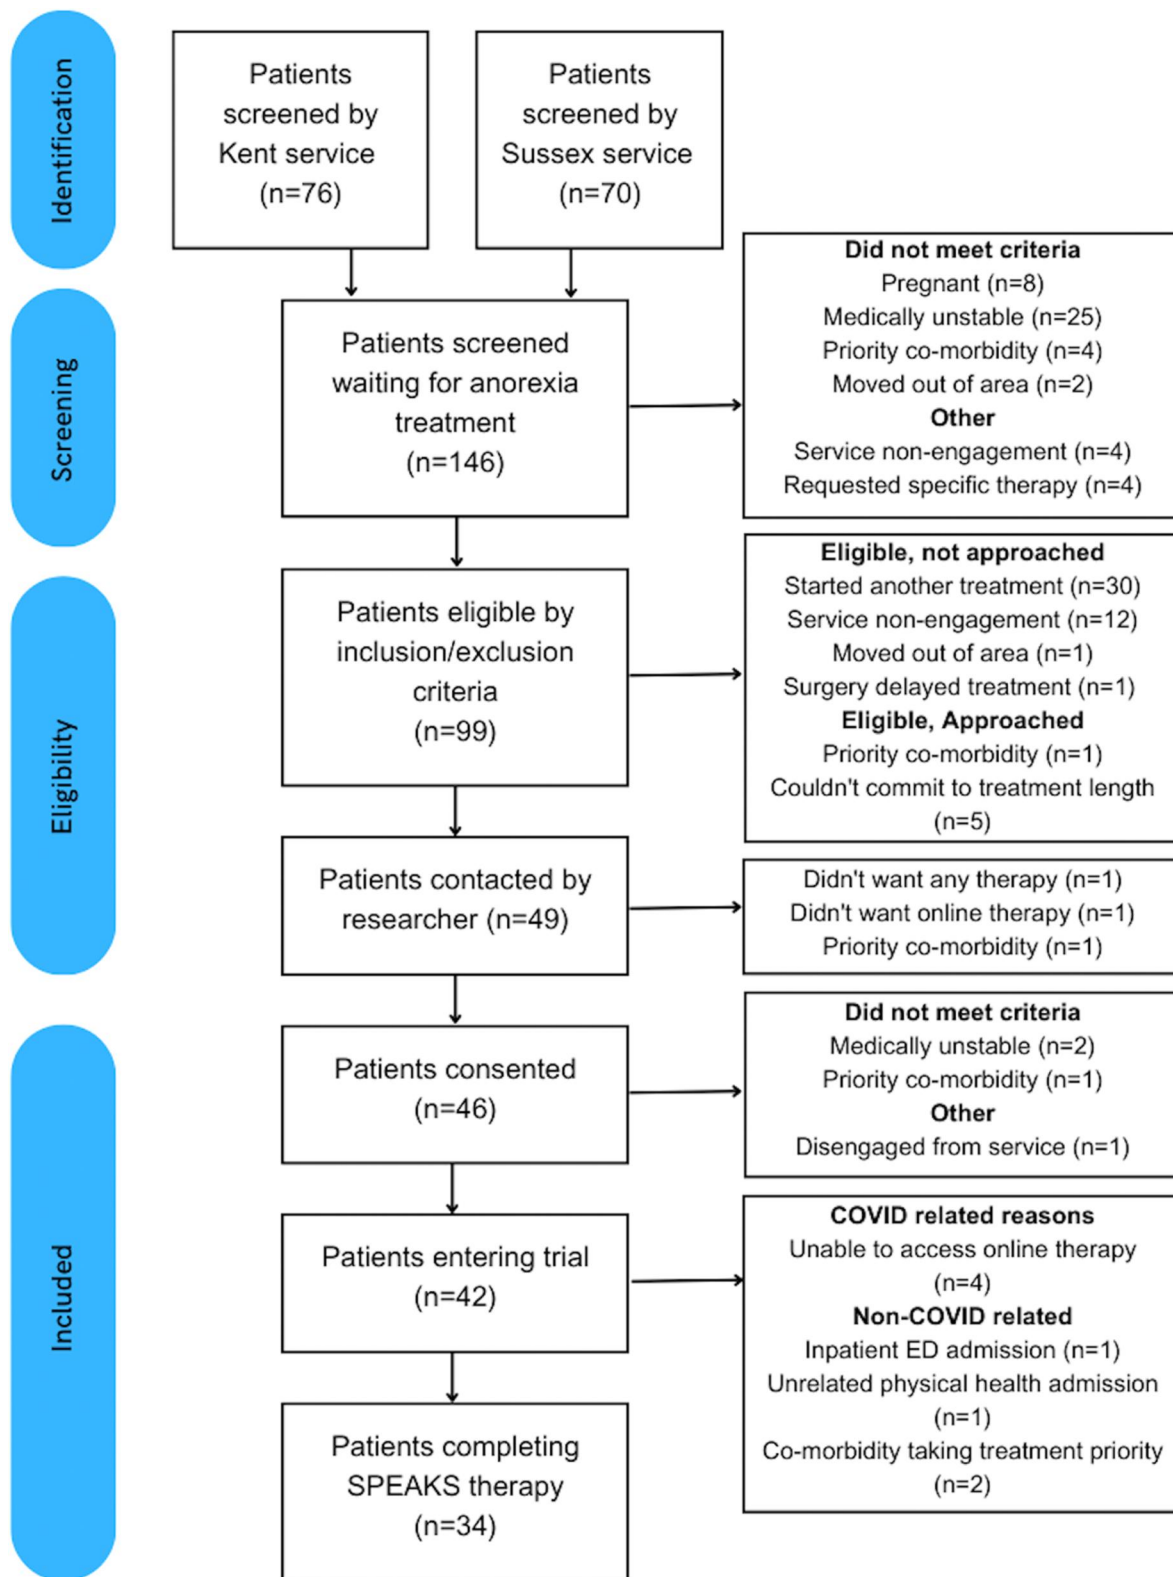 Identification
Patients
screened by
Kent service
(n=76)
Patients
screened by
Sussex service
(n=70)
Screening
Patients screened
waiting for anorexia
treatment
(n=146)
Did not meet criteria
Pregnant (n=8)
Medically unstable (n=25)
Priority co-morbidity (n=4)
Moved out of area (n=2)
Other
Service non-engagement (n=4)
Requested specific therapy (n=4)
Eligibility
Patients eligible by
inclusion/exclusion
criteria
(n=99)
Eligible, not approached
Started another treatment (n=30)
Service non-engagement (n=12)
Moved out of area (n=1)
Surgery delayed treatment (n=1)
Eligible, Approached
Priority co-morbidity (n=1)
Couldn't commit to treatment length
(n=5)
Patients contacted by
researcher (n=49)
Didn't want any therapy (n=1)
Didn't want online therapy (n=1)
Priority co-morbidity (n=1)
Included
Patients consented
(n=46)
Did not meet criteria
Medically unstable (n=2)
Priority co-morbidity (n=1)
Other
Disengaged from service (n=1)
Patients entering trial
(n=42)
COVID related reasons
Unable to access online therapy
(n=4)
Non-COVID related
Inpatient ED admission (n=1)
Unrelated physical health admission
(n=1)
Co-morbidity taking treatment priority
(n=2)
Patients completing
SPEAKS therapy
(n=34)